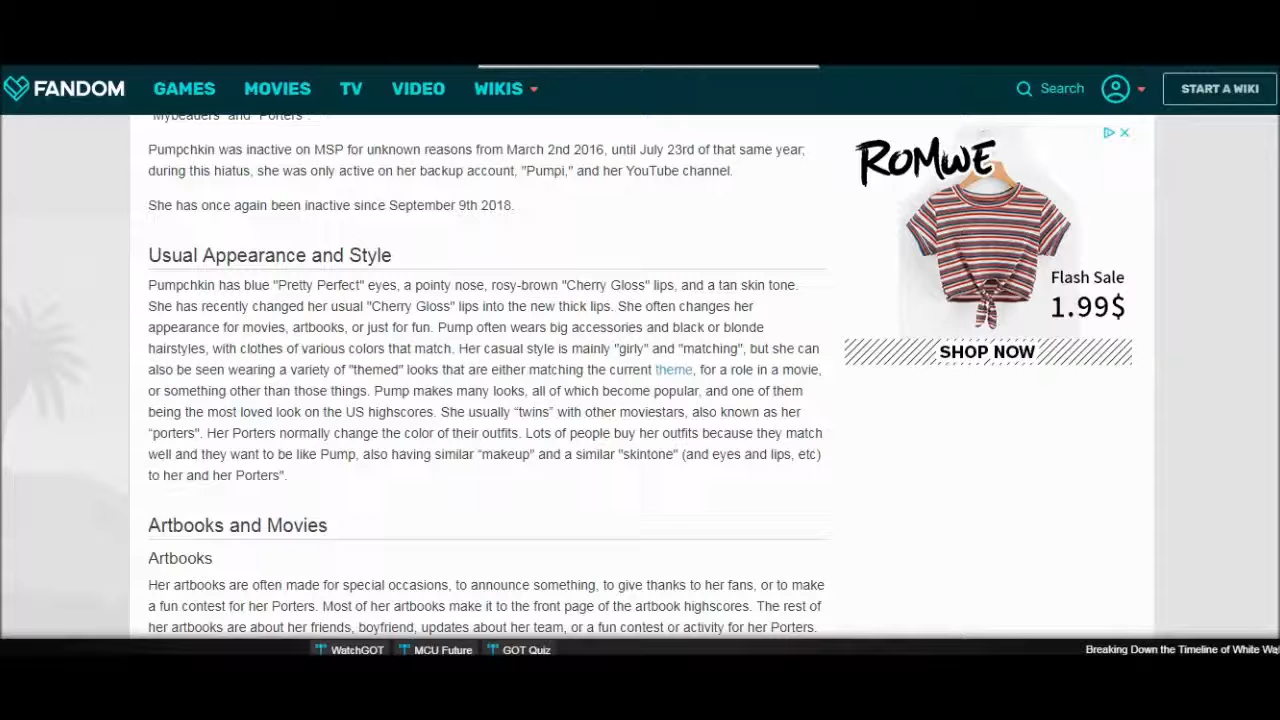 FANDOM GAMES MOVIES TV VIDEO WIKIS Search START A WIKI
"Mybeaders" and "Porters".
Pumpchkin was inactive on MSP for unknown reasons from March 2nd 2016, until July 23rd of that same year;
during this hiatus, she was only active on her backup account, "Pumpi," and her YouTube channel.
She has once again been inactive since September 9th 2018.
Usual Appearance and Style
Pumpchkin has blue "Pretty Perfect" eyes, a pointy nose, rosy-brown "Cherry Gloss" lips, and a tan skin tone.
She has recently changed her usual "Cherry Gloss" lips into the new thick lips. She often changes her
appearance for movies, artbooks, or just for fun. Pump often wears big accessories and black or blonde
hairstyles, with clothes of various colors that match. Her casual style is mainly "girly" and "matching", but she can
also be seen wearing a variety of "themed" looks that are either matching the current theme, for a role in a movie,
or something other than those things. Pump makes many looks, all of which become popular, and one of them
being the most loved look on the US highscores. She usually “twins” with other moviestars, also known as her
“porters". Her Porters normally change the color of their outfits. Lots of people buy her outfits because they match
well and they want to be like Pump, also having similar “makeup" and a similar "skintone" (and eyes and lips, etc)
to her and her Porters".
Artbooks and Movies
Artbooks
Her artbooks are often made for special occasions, to announce something, to give thanks to her fans, or to make
a fun contest for her Porters. Most of her artbooks make it to the front page of the artbook highscores. The rest of
her artbooks are about her friends, boyfriend, updates about her team, or a fun contest or activity for her Porters.
ROMWE
Flash Sale
1.99$
SHOP NOW
WatchGOT MCU Future GOT Quiz Breaking Down the Timeline of White Wal